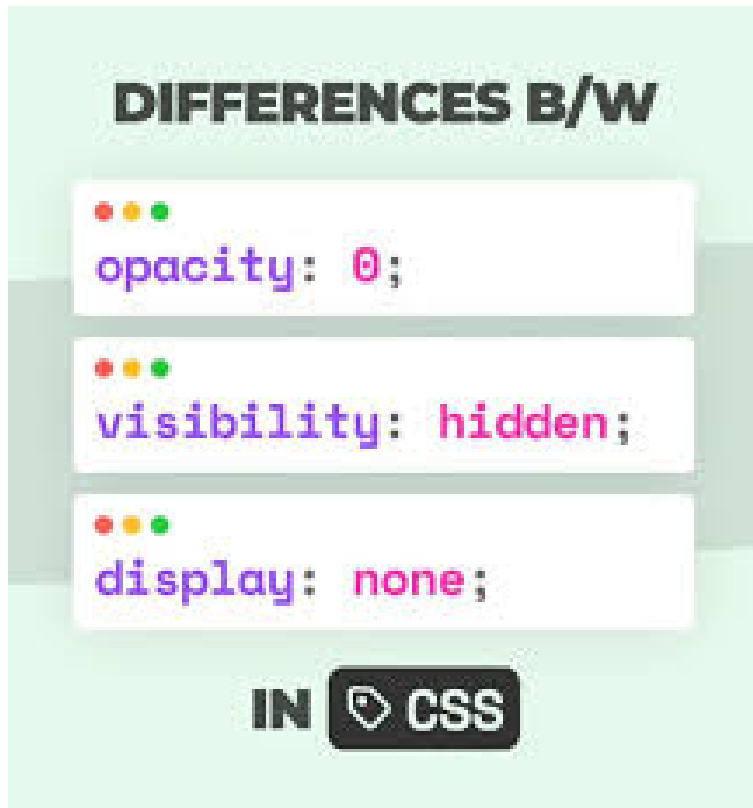 DIFFERENCES B/W
opacity: 0;
visibility: hidden;
display: none;
IN CSS